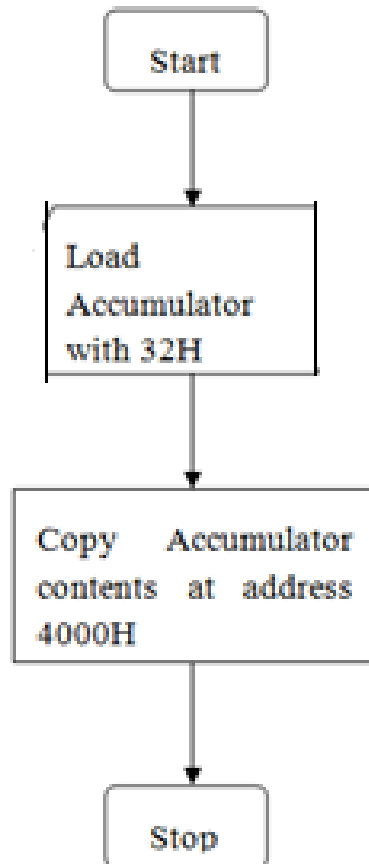 Start
Load
Accumulator
with 32H
Copy Accumulator
contents at address
4000H
Stop